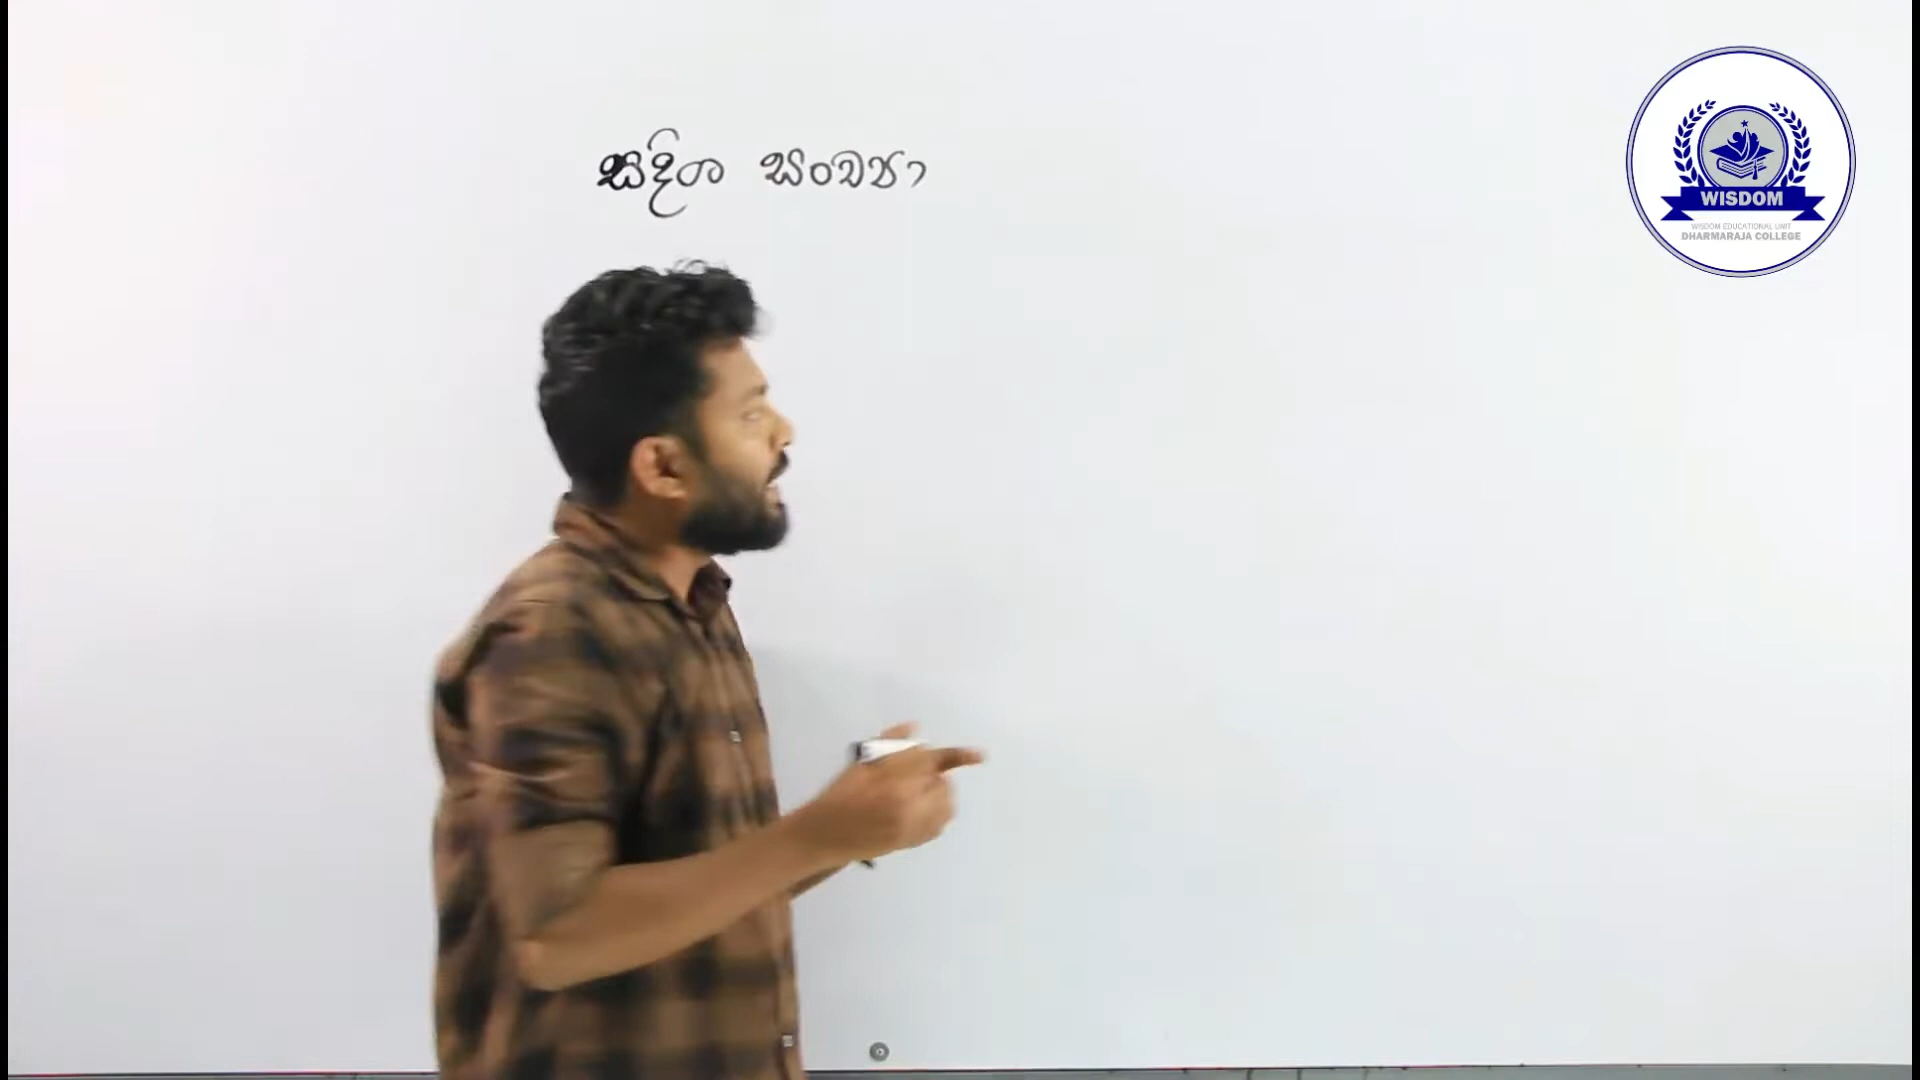 සදිශ සංඛ්‍යා
WISDOM
WISDOM EDUCATIONAL UNIT
DHARMARAJA COLLEGE